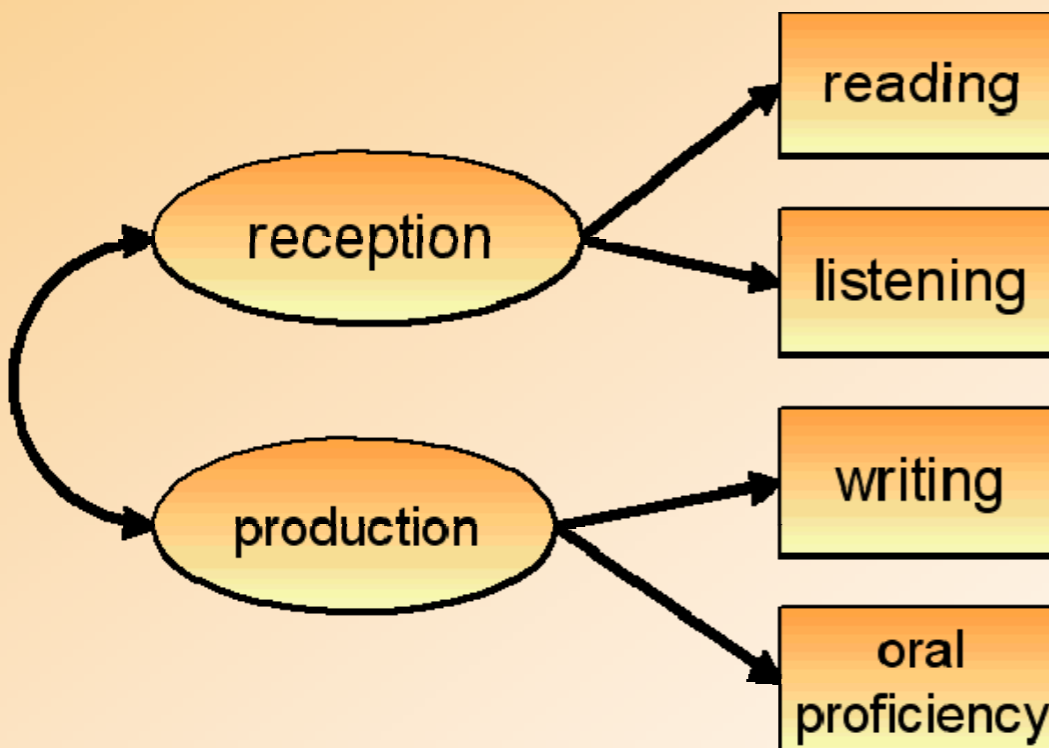 reading
reception
listening
production
writing
oral
proficiency